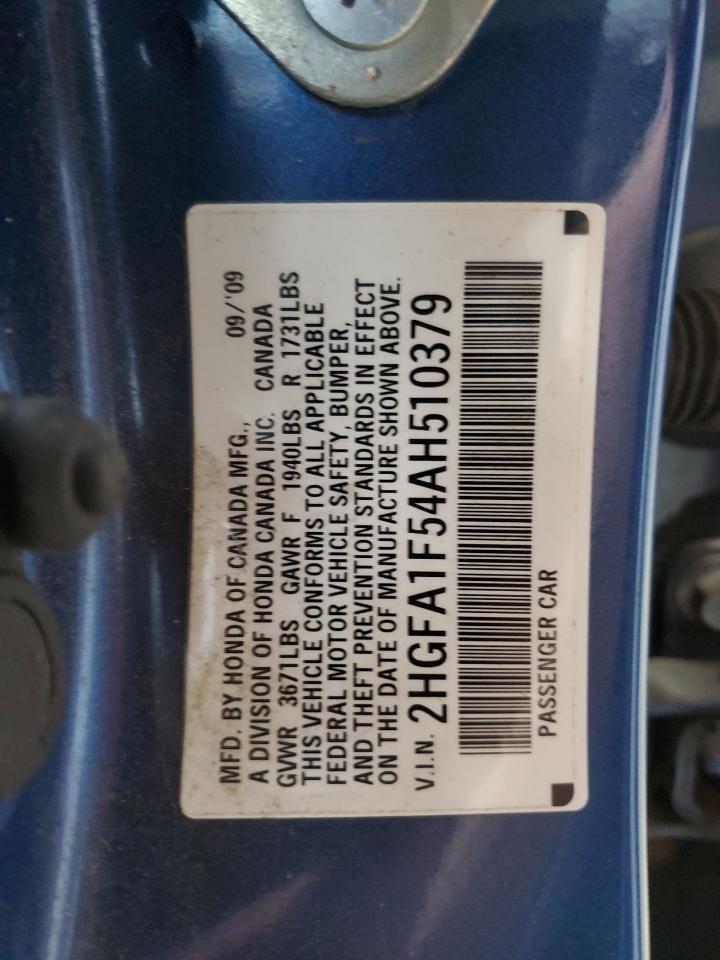 MFD. BY HONDA OF CANADA MFG., 09/'09
A DIVISION OF HONDA CANADA INC. CANADA
GVWR 3671LBS GAWR F 1940LBS R 1731LBS
THIS VEHICLE CONFORMS TO ALL APPLICABLE
FEDERAL MOTOR VEHICLE SAFETY, BUMPER,
AND THEFT PREVENTION STANDARDS IN EFFECT
ON THE DATE OF MANUFACTURE SHOWN ABOVE.
V.I.N. 2HGFA1F54AH510379
PASSENGER CAR